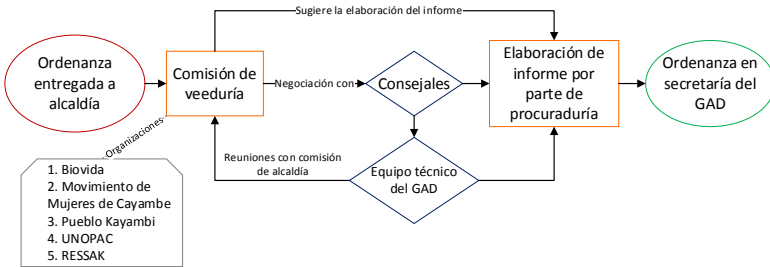 Sugiere la elaboración del informe
Ordenanza
entregada a
alcaldía
Comisión de
veeduría
Negociación con
Consejales
Elaboración de
informe por
parte de
procuraduría
Ordenanza en
secretaría del
GAD
Organizaciones
Reuniones con comisión
de alcaldía
Equipo técnico
del GAD
1. Biovida
2. Movimiento de
Mujeres de Cayambe
3. Pueblo Kayambi
4. UNOPAC
5. RESSAK